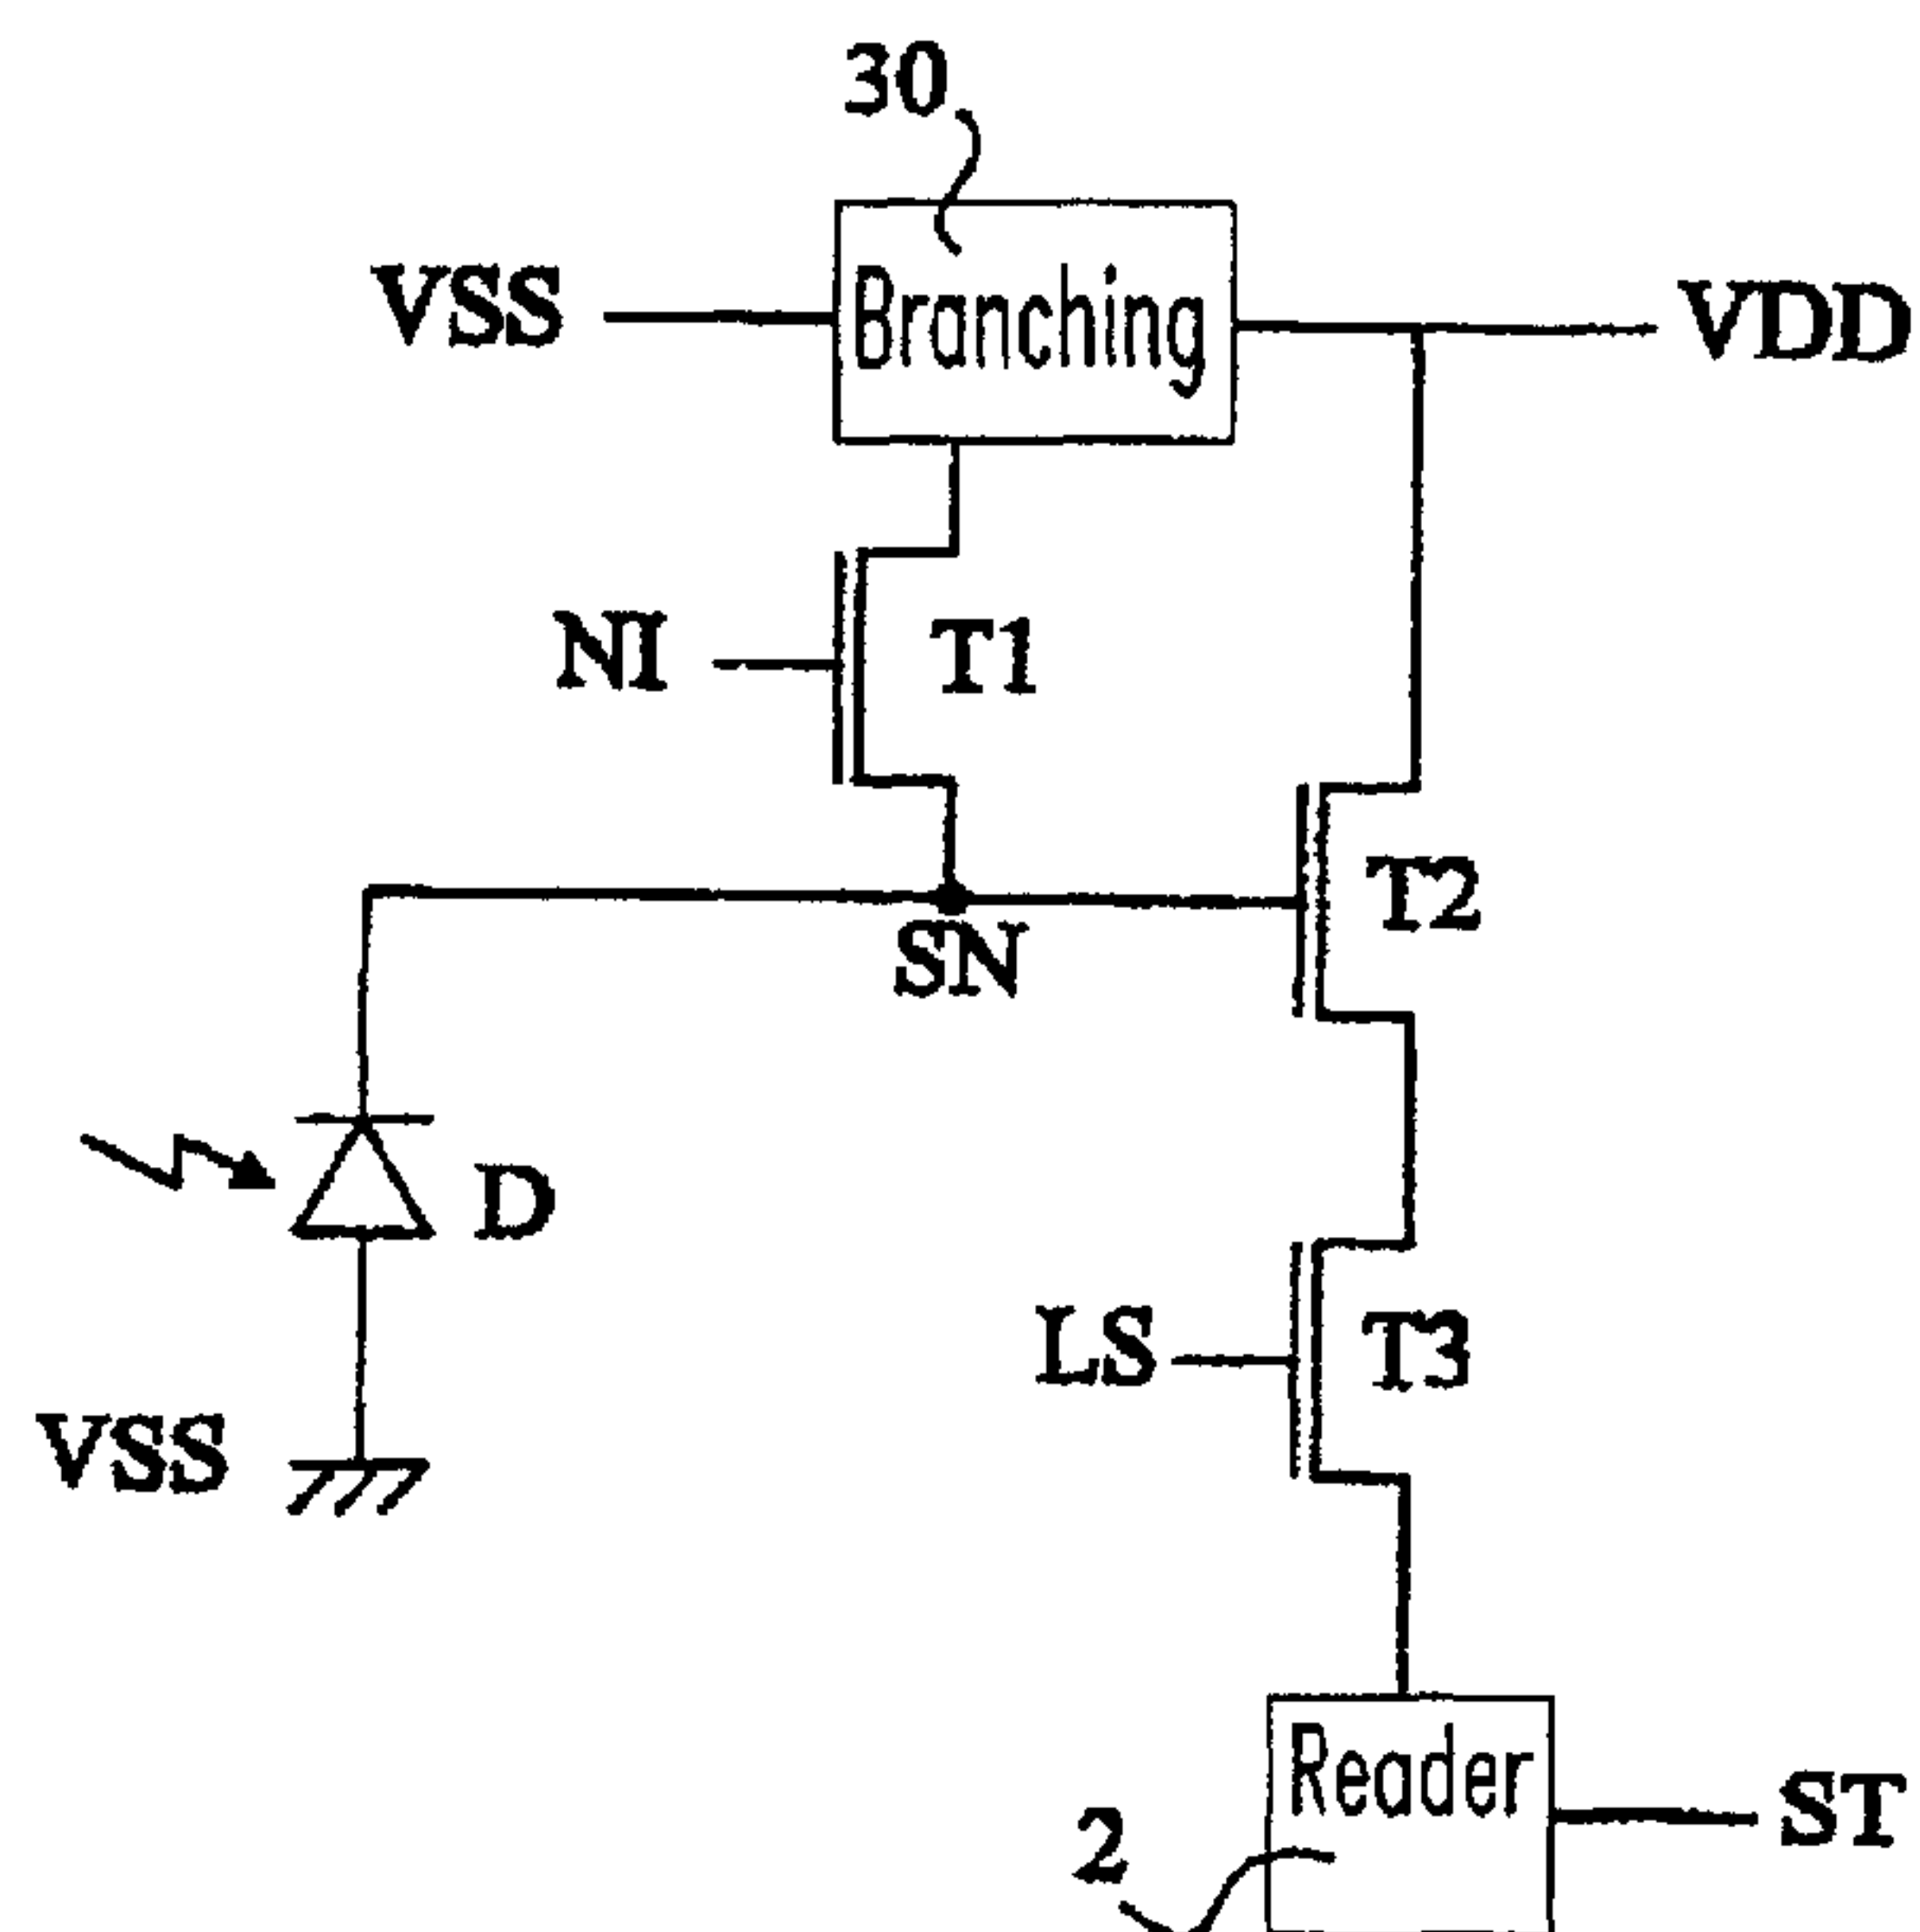 30
VSS
Branching
VDD
NI
T1
T2
SN
D
LS
T3
VSS
Reader
ST
2